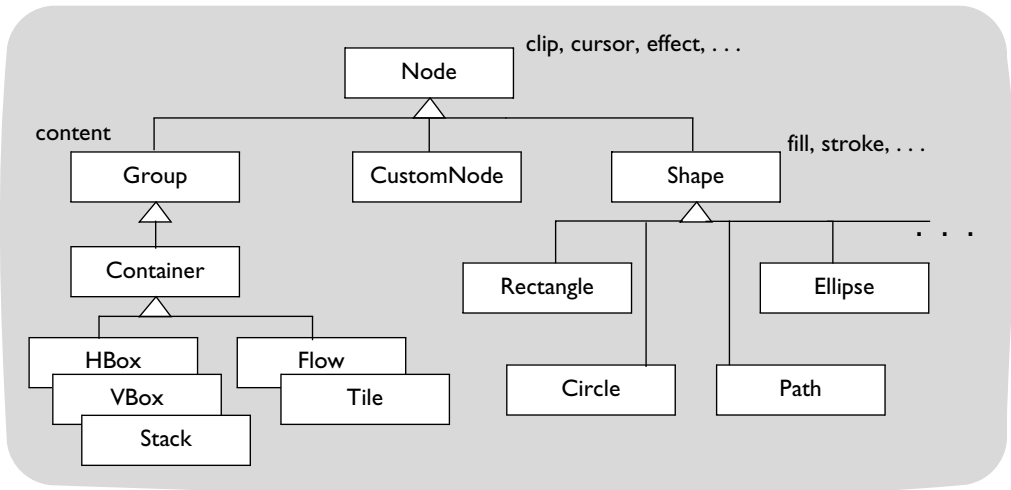 clip, cursor, effect, . . .
Node
content
fill, stroke, . . .
Group
CustomNode
Shape
. . .
Container
Rectangle
Ellipse
HBox
Flow
VBox
Tile
Circle
Path
Stack